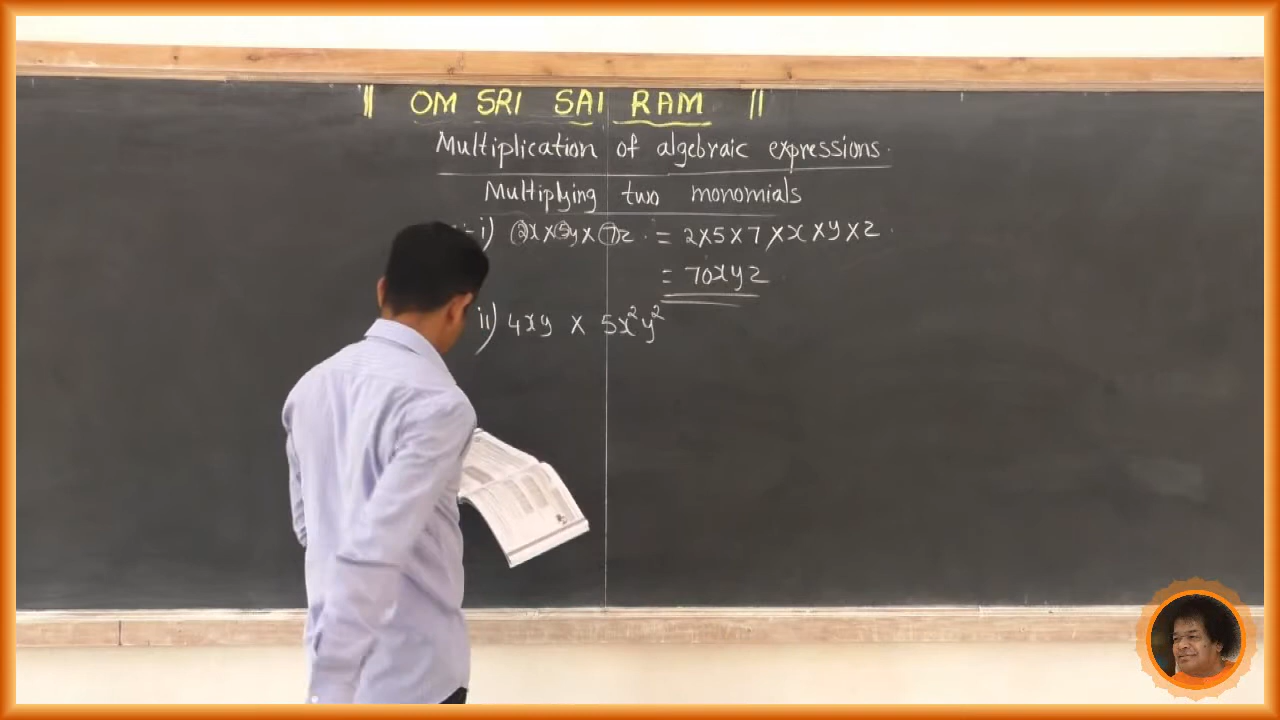 || OM SRI SAI RAM ||
Multiplication of algebraic expressions.
Multiplying two monomials
i) 2x × 5y × 7z = 2 × 5 × 7 × x × y × z
= 70xyz
ii) 4xy × 5x²y²